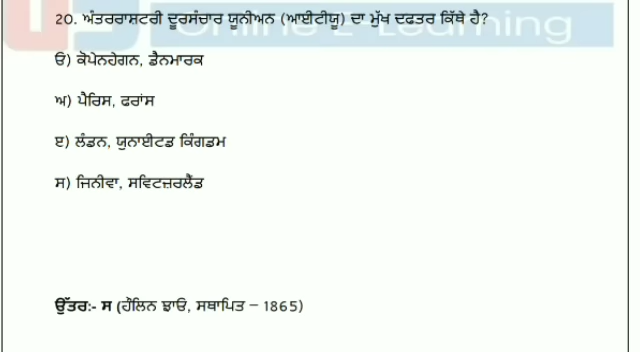 20. ਅੰਤਰਰਾਸ਼ਟਰੀ ਦੂਰਸੰਚਾਰ ਯੂਨੀਅਨ (ਆਈਟੀਯੂ) ਦਾ ਮੁੱਖ ਦਫਤਰ ਕਿੱਥੇ ਹੈ?
ੳ) ਕੋਪੇਨਹੇਗਨ, ਡੈਨਮਾਰਕ
ਅ) ਪੈਰਿਸ, ਫਰਾਂਸ
ੲ) ਲੰਡਨ, ਯੁਨਾਈਟਡ ਕਿੰਗਡਮ
ਸ) ਜਿਨੀਵਾ, ਸਵਿਟਜ਼ਰਲੈਂਡ
ਉੱਤਰ:- ਸ (ਹੌਲਿਨ ਝਾਓ, ਸਥਾਪਿਤ – 1865)